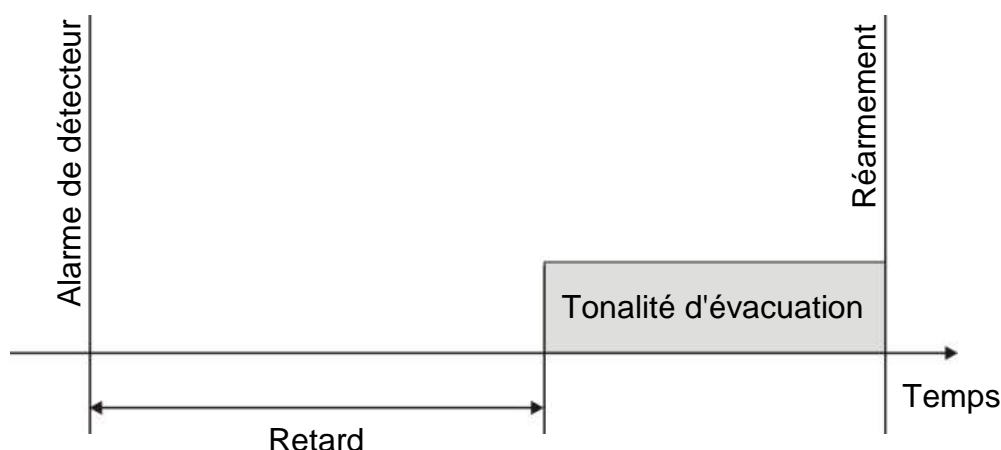 Alarme de détecteur
Réarmement
Tonalité d'évacuation
Temps
Retard